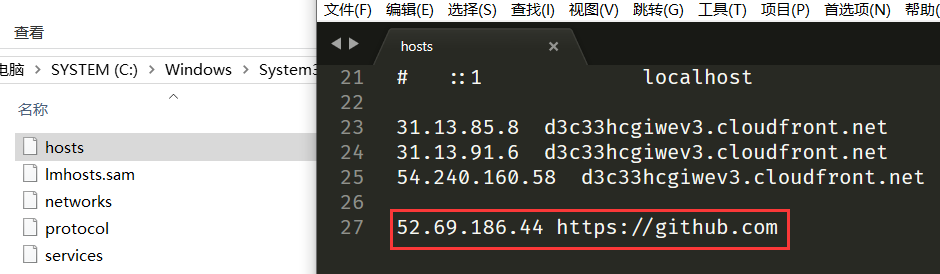 查看
电脑 > SYSTEM (C:) > Windows > System3
名称
hosts
lmhosts.sam
networks
protocol
services
文件(F) 编辑(E) 选择(S) 查找(I) 视图(V) 跳转(G) 工具(T) 项目(P) 首选项(N) 帮助(
hosts
21 # ::1 localhost
22
23 31.13.85.8 d3c33hcgiwev3.cloudfront.net
24 31.13.91.6 d3c33hcgiwev3.cloudfront.net
25 54.240.160.58 d3c33hcgiwev3.cloudfront.net
26
27 52.69.186.44 https://github.com